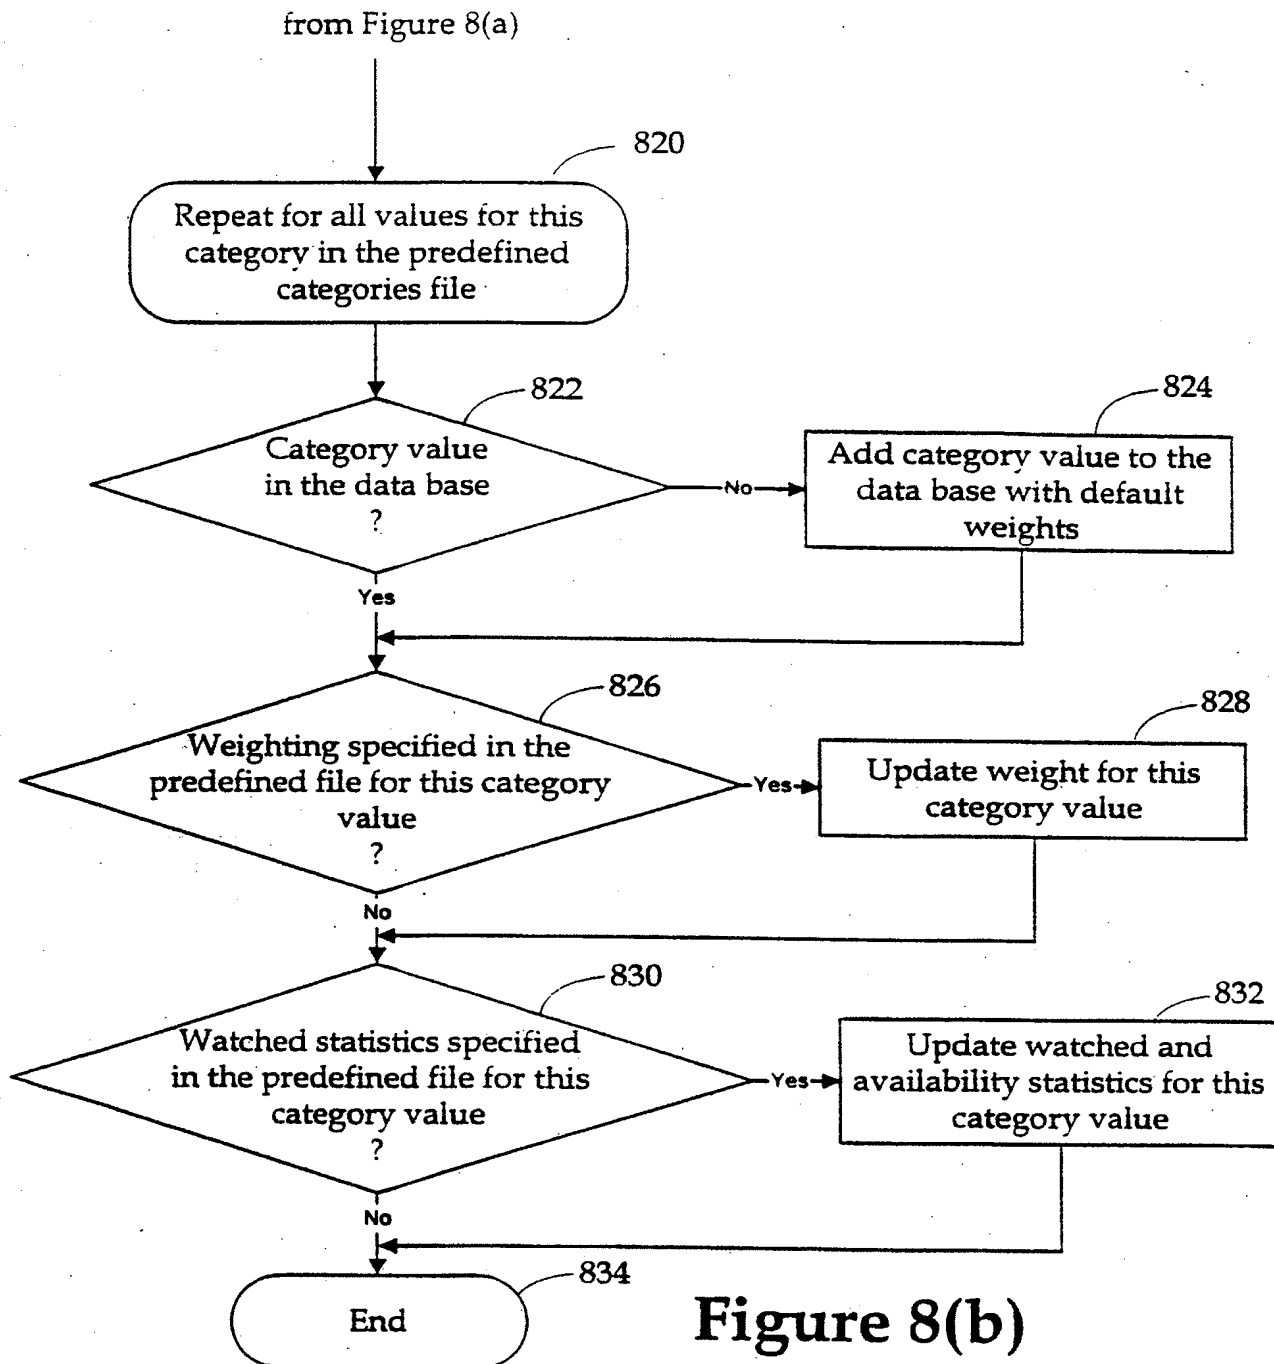 from Figure 8(a)
820
Repeat for all values for this
category in the predefined
categories file
822
Category value
in the data base
?
No
824
Add category value to the
data base with default
weights
Yes
826
Weighting specified in the
predefined file for this category
value
?
Yes
828
Update weight for this
category value
No
830
Watched statistics specified
in the predefined file for this
category value
?
Yes
832
Update watched and
availability statistics for this
category value
No
834
End
Figure 8(b)